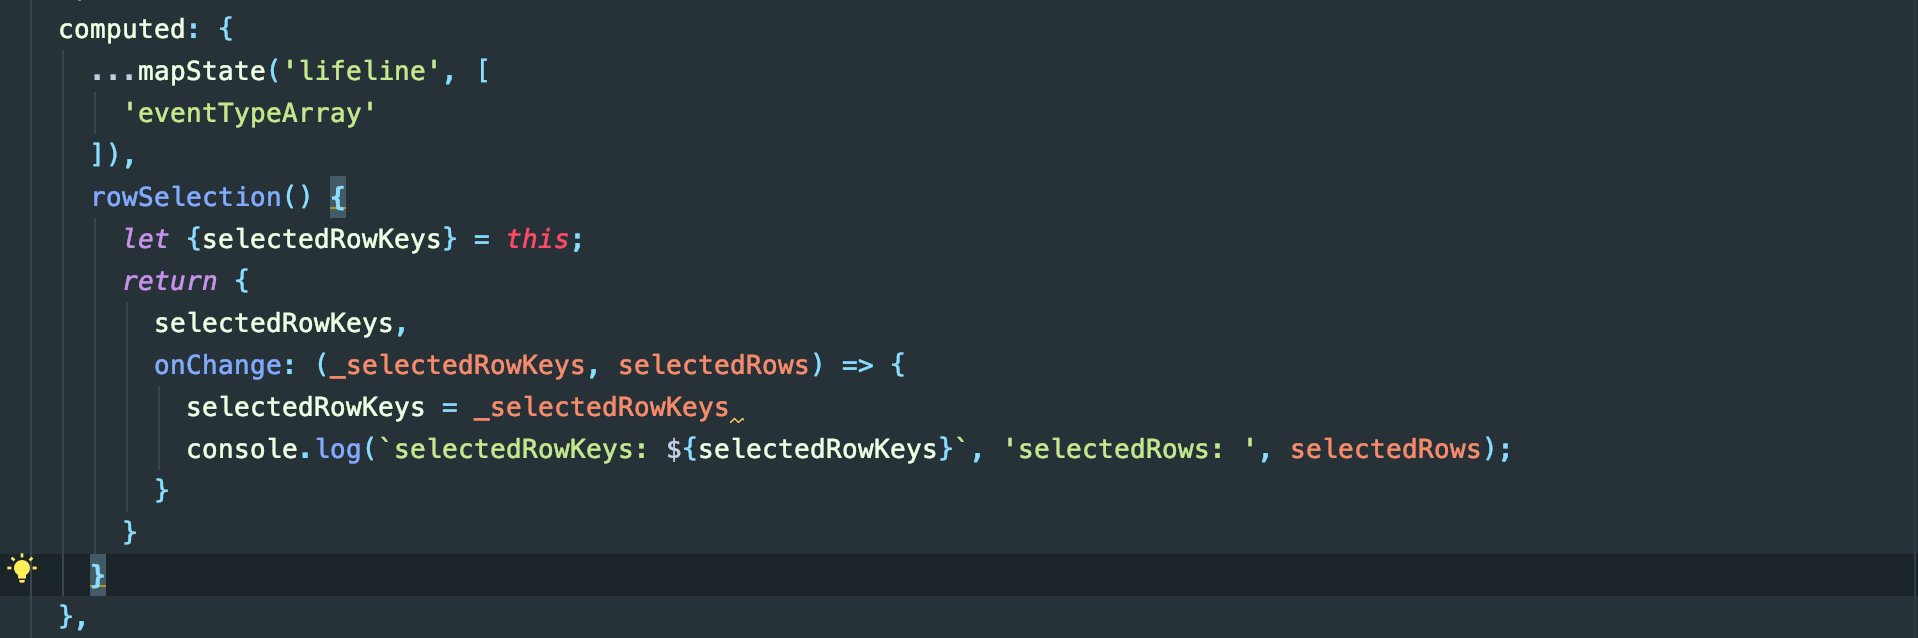 computed: {
...mapState('lifeline', [
'eventTypeArray'
]),
rowSelection() {
let {selectedRowKeys} = this;
return {
selectedRowKeys,
onChange: (_selectedRowKeys, selectedRows) => {
selectedRowKeys = _selectedRowKeys
console.log(`selectedRowKeys: ${selectedRowKeys}`, 'selectedRows: ', selectedRows);
}
}
}
},